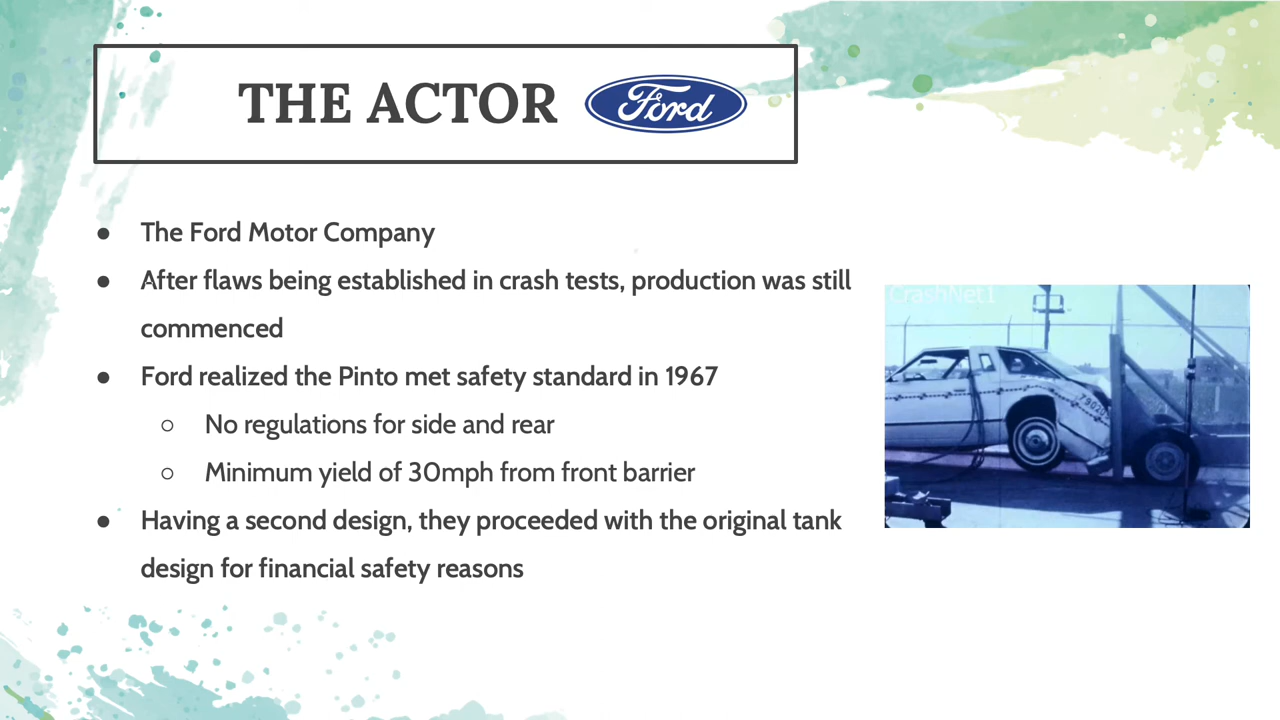 THE ACTOR Ford
● The Ford Motor Company
● After flaws being established in crash tests, production was still
commenced
● Ford realized the Pinto met safety standard in 1967
○ No regulations for side and rear
○ Minimum yield of 30mph from front barrier
● Having a second design, they proceeded with the original tank
design for financial safety reasons
CrashNet1